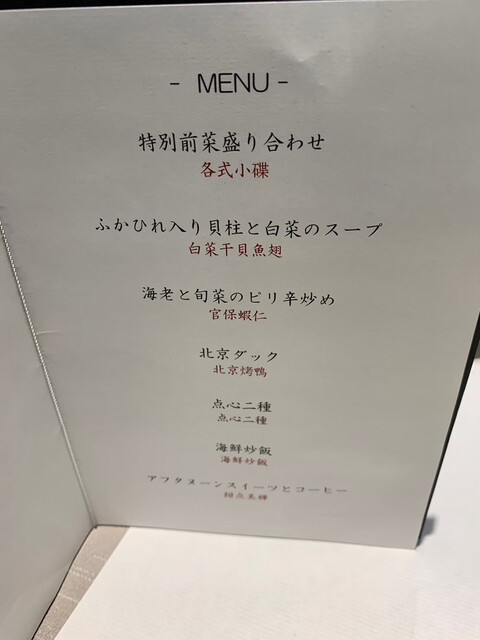 - MENU -
特別前菜盛り合わせ
各式小碟
ふかひれ入り貝柱と白菜のスープ
白菜干貝魚翅
海老と旬菜のピリ辛炒め
官保蝦仁
北京ダック
北京烤鴨
点心二種
点心二種
海鮮炒飯
海鮮炒飯
アフタヌーンスイーツとコーヒー
甜点美